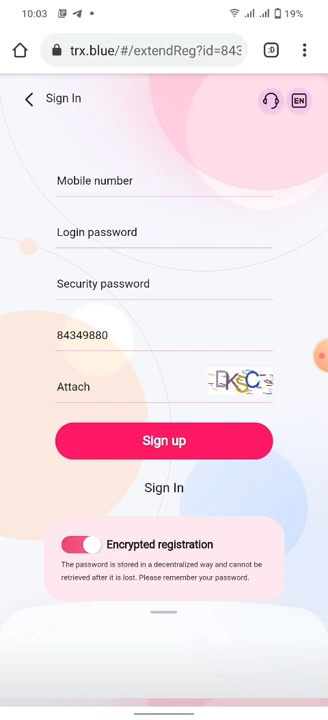 10:03
19%
trx.blue/#/extendReg?id=843
:D
Sign In
EN
Mobile number
Login password
Security password
84349880
Attach
Sign up
Sign In
Encrypted registration
The password is stored in a decentralized way and cannot be
retrieved after it is lost. Please remember your password.